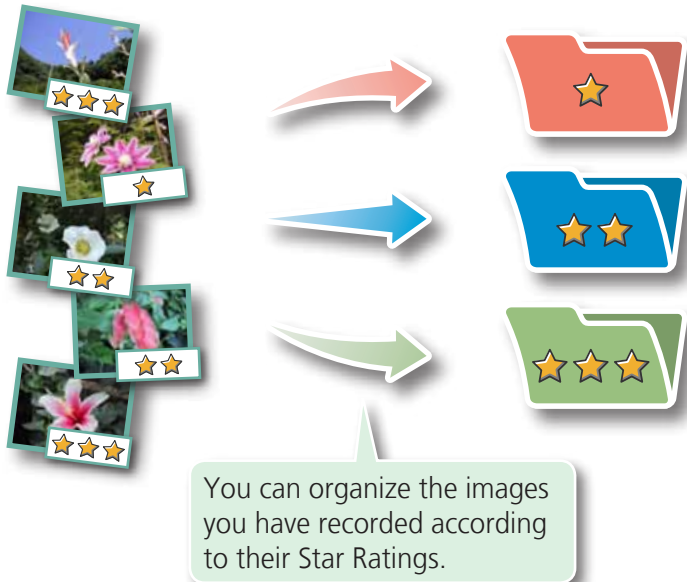 You can organize the images
you have recorded according
to their Star Ratings.